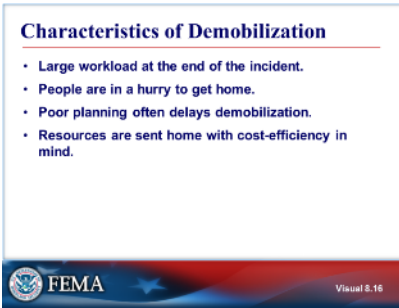 Characteristics of Demobilization
• Large workload at the end of the incident.
• People are in a hurry to get home.
• Poor planning often delays demobilization.
• Resources are sent home with cost-efficiency in
mind.
FEMA
Visual 8.16